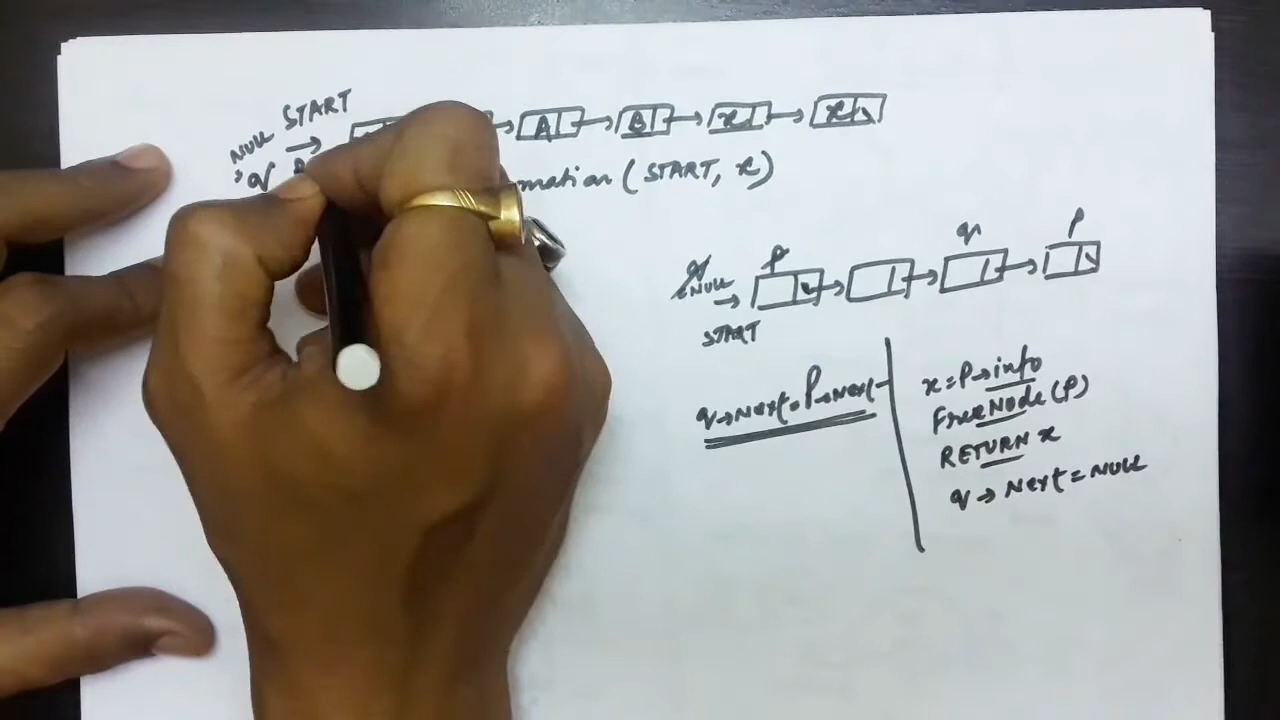 START
NULL
q
A B x x
mation (START, x)
q P
q P
NULL
START
q→Next = P→Next
x = P→info
FreeNode (P)
RETURN x
q → Next = NULL